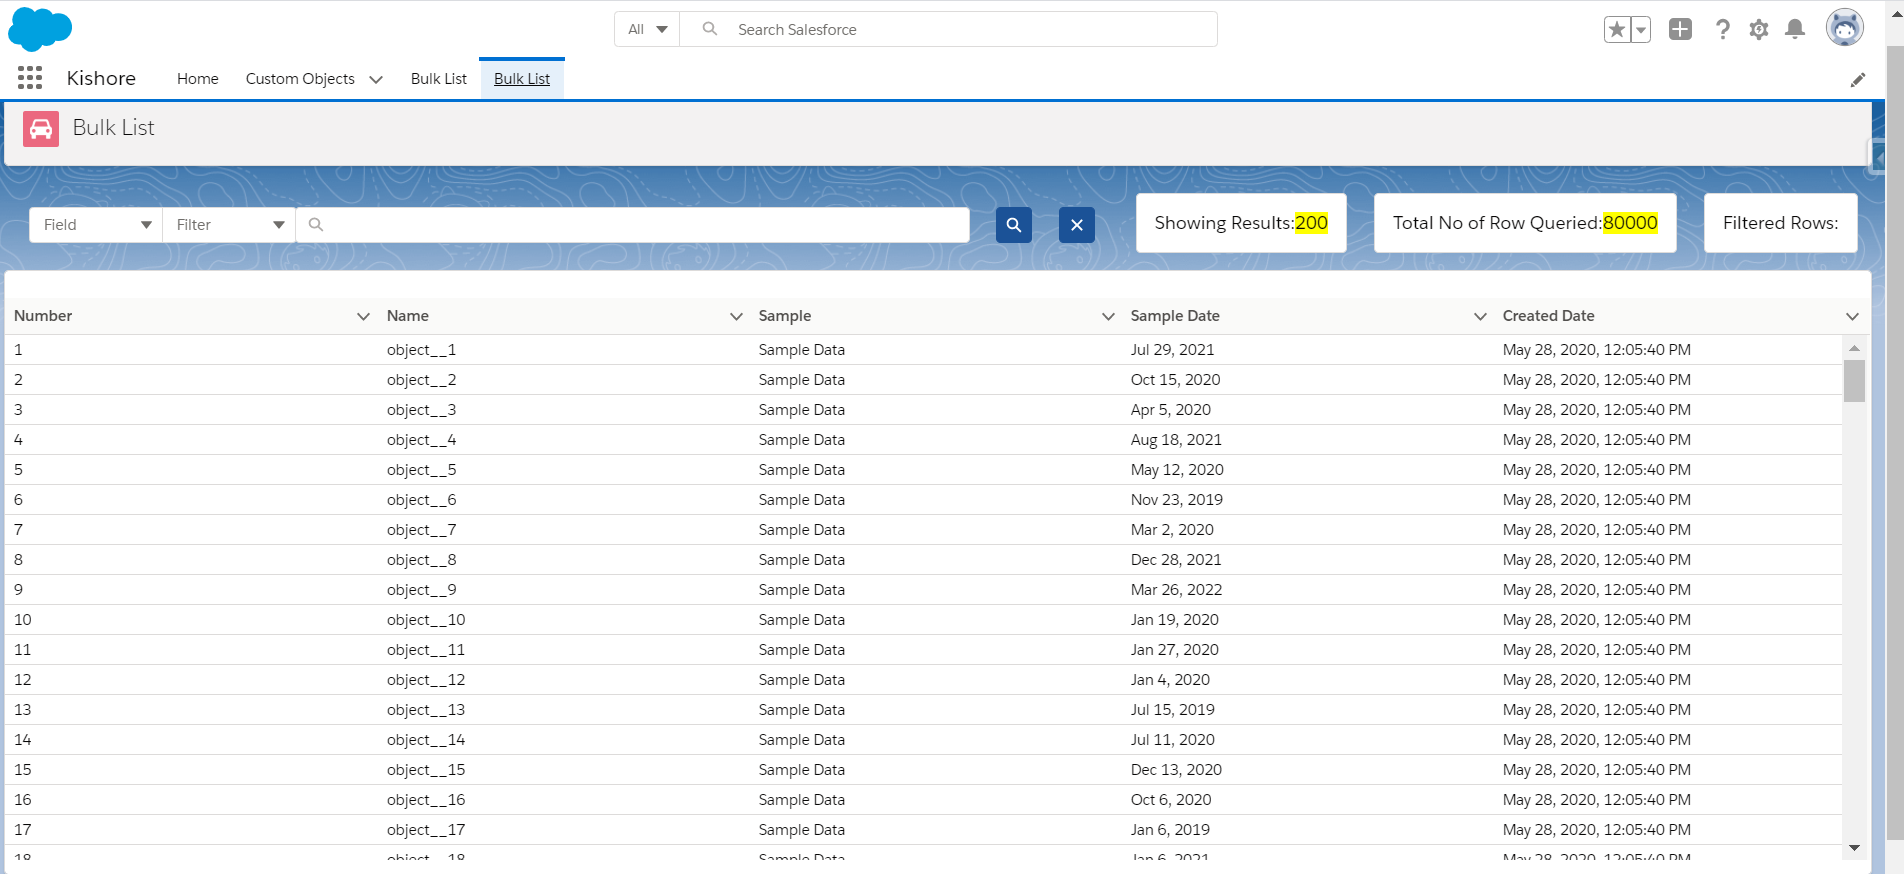 All Search Salesforce
Kishore Home Custom Objects Bulk List Bulk List
Bulk List
Field Filter Showing Results:200 Total No of Row Queried:80000 Filtered Rows:
Number Name Sample Sample Date Created Date
1 object__1 Sample Data Jul 29, 2021 May 28, 2020, 12:05:40 PM
2 object__2 Sample Data Oct 15, 2020 May 28, 2020, 12:05:40 PM
3 object__3 Sample Data Apr 5, 2020 May 28, 2020, 12:05:40 PM
4 object__4 Sample Data Aug 18, 2021 May 28, 2020, 12:05:40 PM
5 object__5 Sample Data May 12, 2020 May 28, 2020, 12:05:40 PM
6 object__6 Sample Data Nov 23, 2019 May 28, 2020, 12:05:40 PM
7 object__7 Sample Data Mar 2, 2020 May 28, 2020, 12:05:40 PM
8 object__8 Sample Data Dec 28, 2021 May 28, 2020, 12:05:40 PM
9 object__9 Sample Data Mar 26, 2022 May 28, 2020, 12:05:40 PM
10 object__10 Sample Data Jan 19, 2020 May 28, 2020, 12:05:40 PM
11 object__11 Sample Data Jan 27, 2020 May 28, 2020, 12:05:40 PM
12 object__12 Sample Data Jan 4, 2020 May 28, 2020, 12:05:40 PM
13 object__13 Sample Data Jul 15, 2019 May 28, 2020, 12:05:40 PM
14 object__14 Sample Data Jul 11, 2020 May 28, 2020, 12:05:40 PM
15 object__15 Sample Data Dec 13, 2020 May 28, 2020, 12:05:40 PM
16 object__16 Sample Data Oct 6, 2020 May 28, 2020, 12:05:40 PM
17 object__17 Sample Data Jan 6, 2019 May 28, 2020, 12:05:40 PM
18 object__18 Sample Data Jan 6, 2021 May 28, 2020, 12:05:40 PM